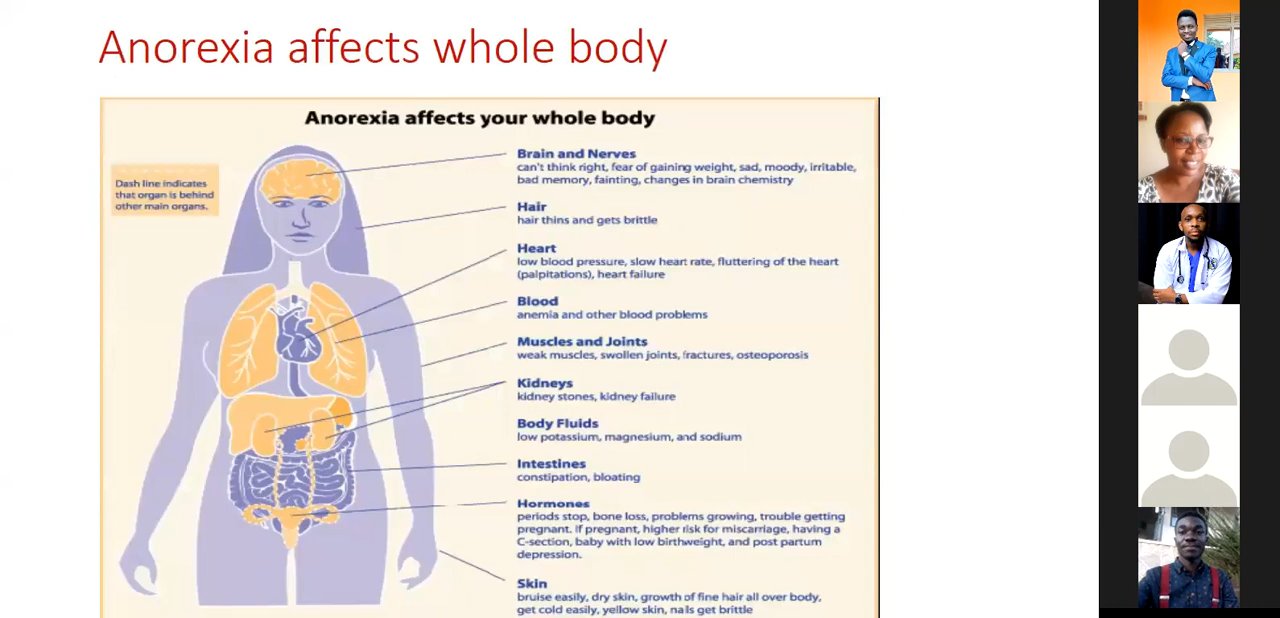 Anorexia affects whole body
Anorexia affects your whole body
Dash line indicates
that organ is behind
other main organs.
Brain and Nerves
can't think right, fear of gaining weight, sad, moody, irritable,
bad memory, fainting, changes in brain chemistry
Hair
hair thins and gets brittle
Heart
low blood pressure, slow heart rate, fluttering of the heart
(palpitations), heart failure
Blood
anemia and other blood problems
Muscles and Joints
weak muscles, swollen joints, fractures, osteoporosis
Kidneys
kidney stones, kidney failure
Body Fluids
low potassium, magnesium, and sodium
Intestines
constipation, bloating
Hormones
periods stop, bone loss, problems growing, trouble getting
pregnant. If pregnant, higher risk for miscarriage, having a
C-section, baby with low birthweight, and post partum
depression.
Skin
bruise easily, dry skin, growth of fine hair all over body,
get cold easily, yellow skin, nails get brittle